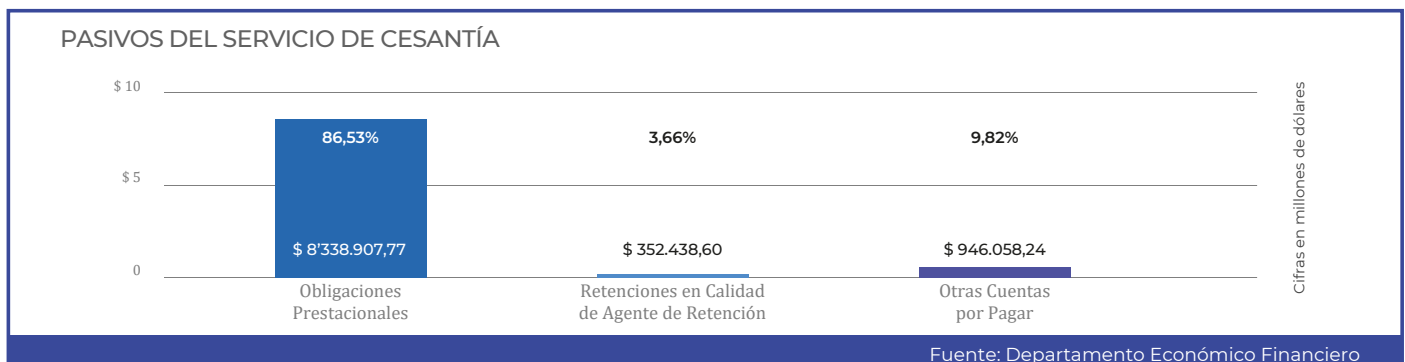 PASIVOS DEL SERVICIO DE CESANTÍA
$ 10
$ 5
0
86,53%
3,66%
9,82%
$ 8’338.907,77
$ 352.438,60
$ 946.058,24
Obligaciones
Prestacionales
Retenciones en Calidad
de Agente de Retención
Otras Cuentas
por Pagar
Cifras en millones de dólares
Fuente: Departamento Económico Financiero